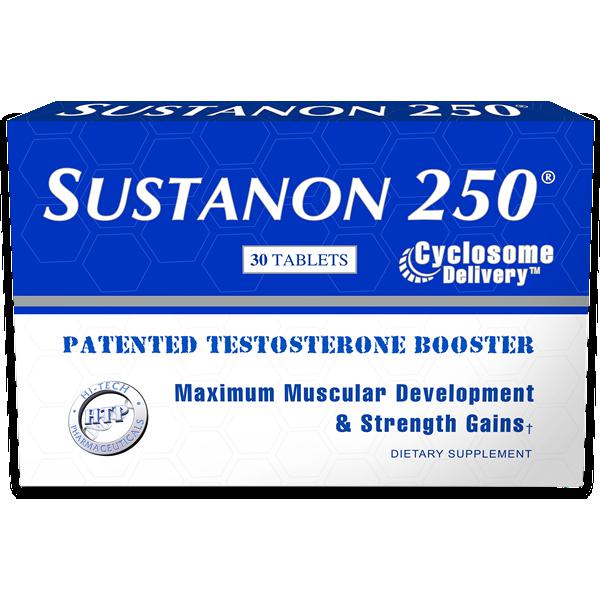 SUSTANON 250®
SUSTANON 250®
30 TABLETS
Cyclosome
Delivery™
PATENTED TESTOSTERONE BOOSTER
HI-TECH
HTP
PHARMACEUTICALS
Maximum Muscular Development
& Strength Gains†
DIETARY SUPPLEMENT